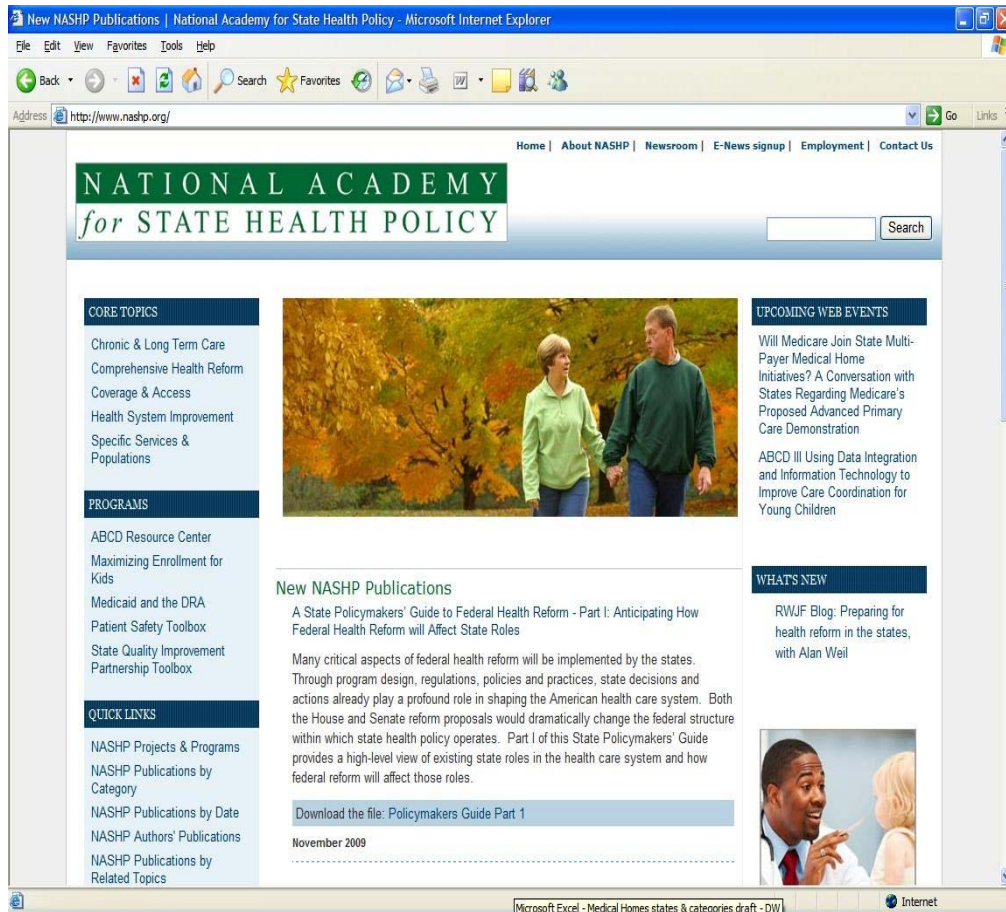 New NASHP Publications | National Academy for State Health Policy - Microsoft Internet Explorer
File Edit View Favorites Tools Help
Back Search Favorites
Address http://www.nashp.org/ Go Links
Home | About NASHP | Newsroom | E-News signup | Employment | Contact Us
NATIONAL ACADEMY
for STATE HEALTH POLICY
Search
CORE TOPICS
Chronic & Long Term Care
Comprehensive Health Reform
Coverage & Access
Health System Improvement
Specific Services &
Populations
PROGRAMS
ABCD Resource Center
Maximizing Enrollment for
Kids
Medicaid and the DRA
Patient Safety Toolbox
State Quality Improvement
Partnership Toolbox
QUICK LINKS
NASHP Projects & Programs
NASHP Publications by
Category
NASHP Publications by Date
NASHP Authors' Publications
NASHP Publications by
Related Topics
New NASHP Publications
A State Policymakers' Guide to Federal Health Reform - Part I: Anticipating How
Federal Health Reform will Affect State Roles
Many critical aspects of federal health reform will be implemented by the states.
Through program design, regulations, policies and practices, state decisions and
actions already play a profound role in shaping the American health care system. Both
the House and Senate reform proposals would dramatically change the federal structure
within which state health policy operates. Part I of this State Policymakers' Guide
provides a high-level view of existing state roles in the health care system and how
federal reform will affect those roles.
Download the file: Policymakers Guide Part 1
November 2009
UPCOMING WEB EVENTS
Will Medicare Join State Multi-
Payer Medical Home
Initiatives? A Conversation with
States Regarding Medicare's
Proposed Advanced Primary
Care Demonstration
ABCD III Using Data Integration
and Information Technology to
Improve Care Coordination for
Young Children
WHAT'S NEW
RWJF Blog: Preparing for
health reform in the states,
with Alan Weil
Microsoft Excel - Medical Homes states & categories draft - DW
Internet